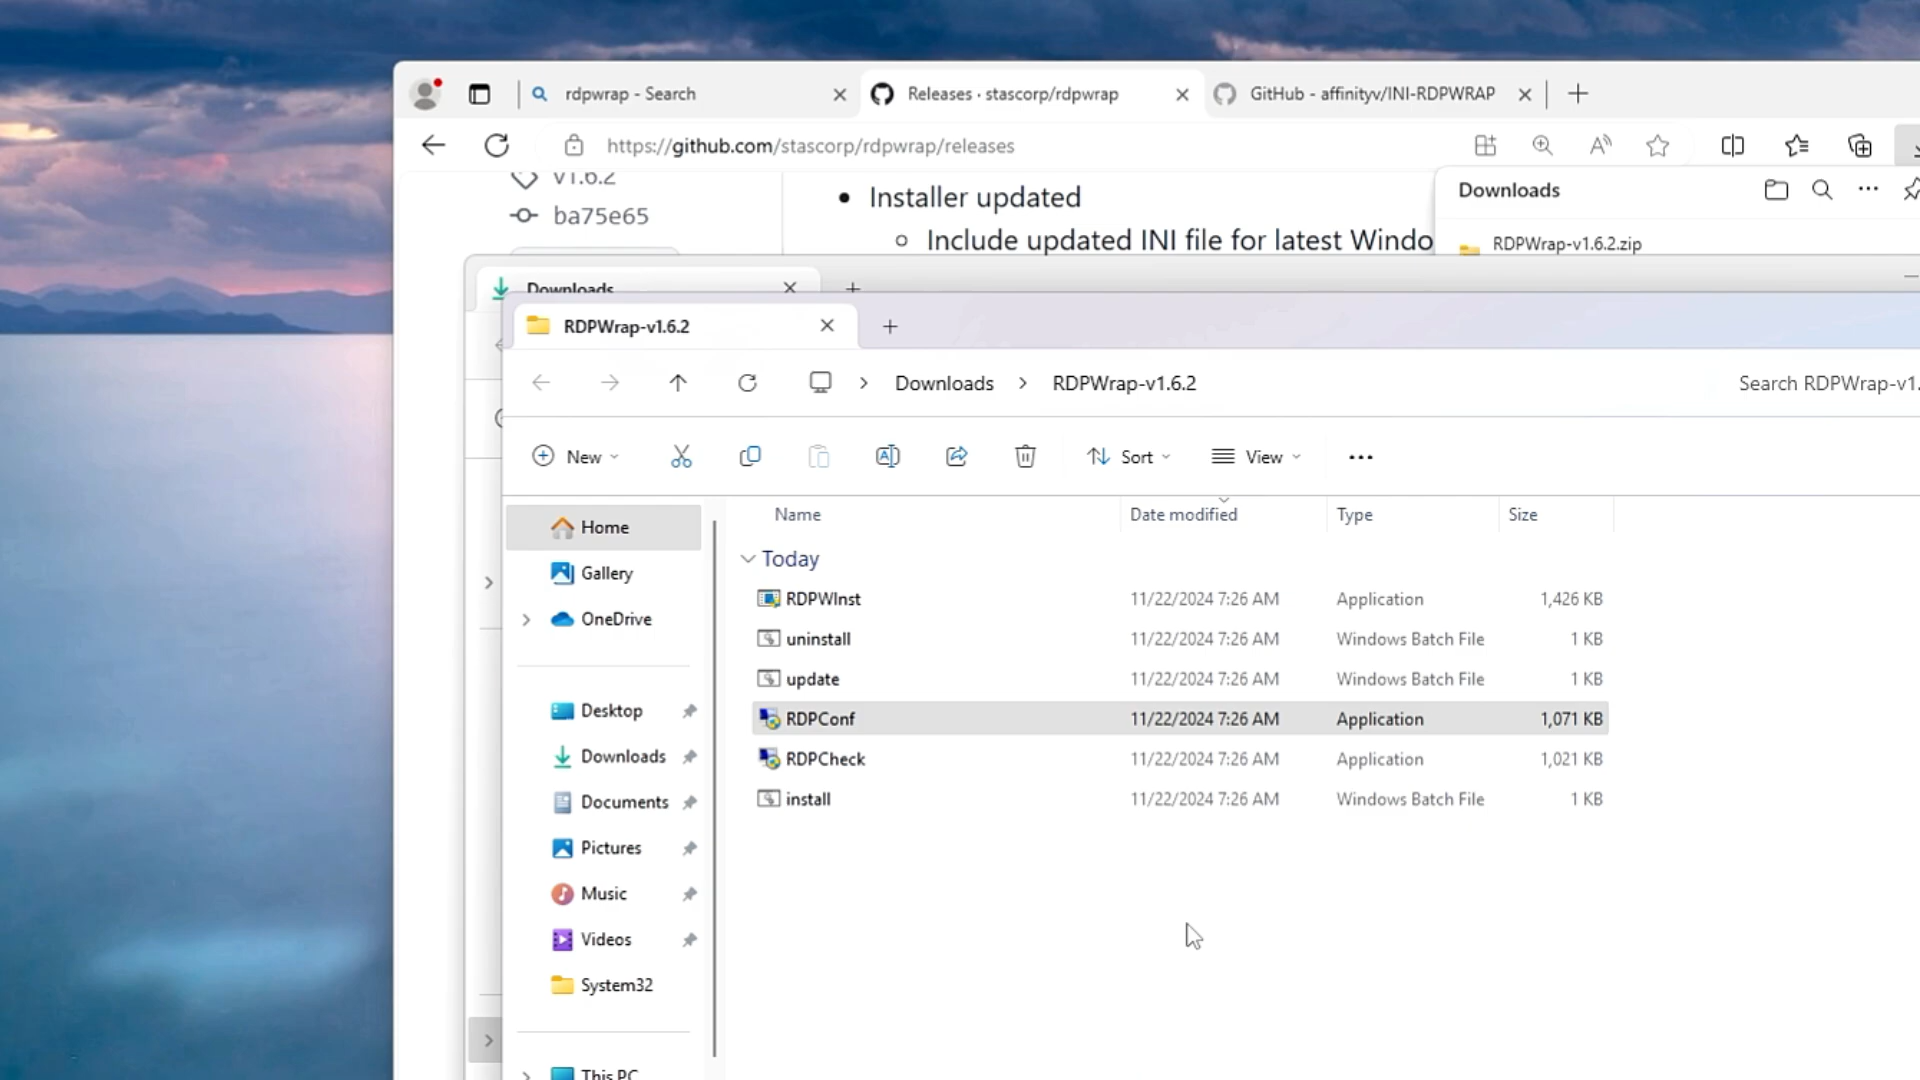 rdpwrap - Search
Releases · stascorp/rdpwrap
GitHub - affinityv/INI-RDPWRAP
https://github.com/stascorp/rdpwrap/releases
v1.6.2
ba75e65
Installer updated
Include updated INI file for latest Windo
Downloads
RDPWrap-v1.6.2.zip
Downloads
RDPWrap-v1.6.2
Downloads
RDPWrap-v1.6.2
Search RDPWrap-v1.
New
Sort
View
Name
Date modified
Type
Size
Home
Gallery
OneDrive
Desktop
Downloads
Documents
Pictures
Music
Videos
System32
This PC
Today
RDPWInst 11/22/2024 7:26 AM Application 1,426 KB
uninstall 11/22/2024 7:26 AM Windows Batch File 1 KB
update 11/22/2024 7:26 AM Windows Batch File 1 KB
RDPConf 11/22/2024 7:26 AM Application 1,071 KB
RDPCheck 11/22/2024 7:26 AM Application 1,021 KB
install 11/22/2024 7:26 AM Windows Batch File 1 KB